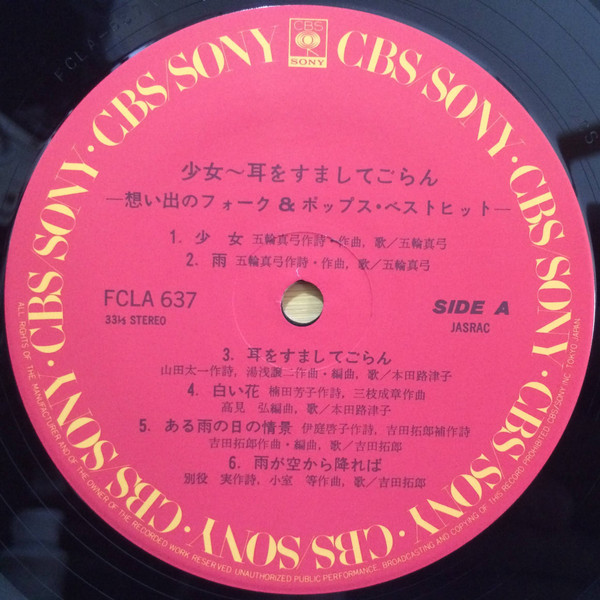 CBS
SONY
CBS/SONY · CBS/SONY · CBS/SONY · CBS/SONY · CBS/SONY · CBS/SONY ·
少女～耳をすましてごらん
—想い出のフォーク & ポップス・ベストヒット—
1. 少 女 五輪真弓作詩・作曲, 歌／五輪真弓
2. 雨 五輪真弓作詩・作曲, 歌／五輪真弓
FCLA 637
33⅓ STEREO
SIDE A
JASRAC
3. 耳をすましてごらん
山田太一作詩, 湯浅譲二作曲・編曲, 歌／本田路津子
4. 白い花 楠田芳子作詩, 三枝成章作曲
高見 弘編曲／歌／本田路津子
5. ある雨の日の情景 伊庭啓子作詩, 吉田拓郎補作詩
吉田拓郎作曲・編曲, 歌／吉田拓郎
6. 雨が空から降れば
別役 実作詩, 小室 等作曲, 歌／吉田拓郎
ALL RIGHTS OF THE MANUFACTURER AND OF THE OWNER OF THE RECORDED WORK RESERVED. UNAUTHORIZED PUBLIC PERFORMANCE, BROADCASTING AND COPYING OF THIS RECORD PROHIBITED. CBS/SONY INC. TOKYO JAPAN